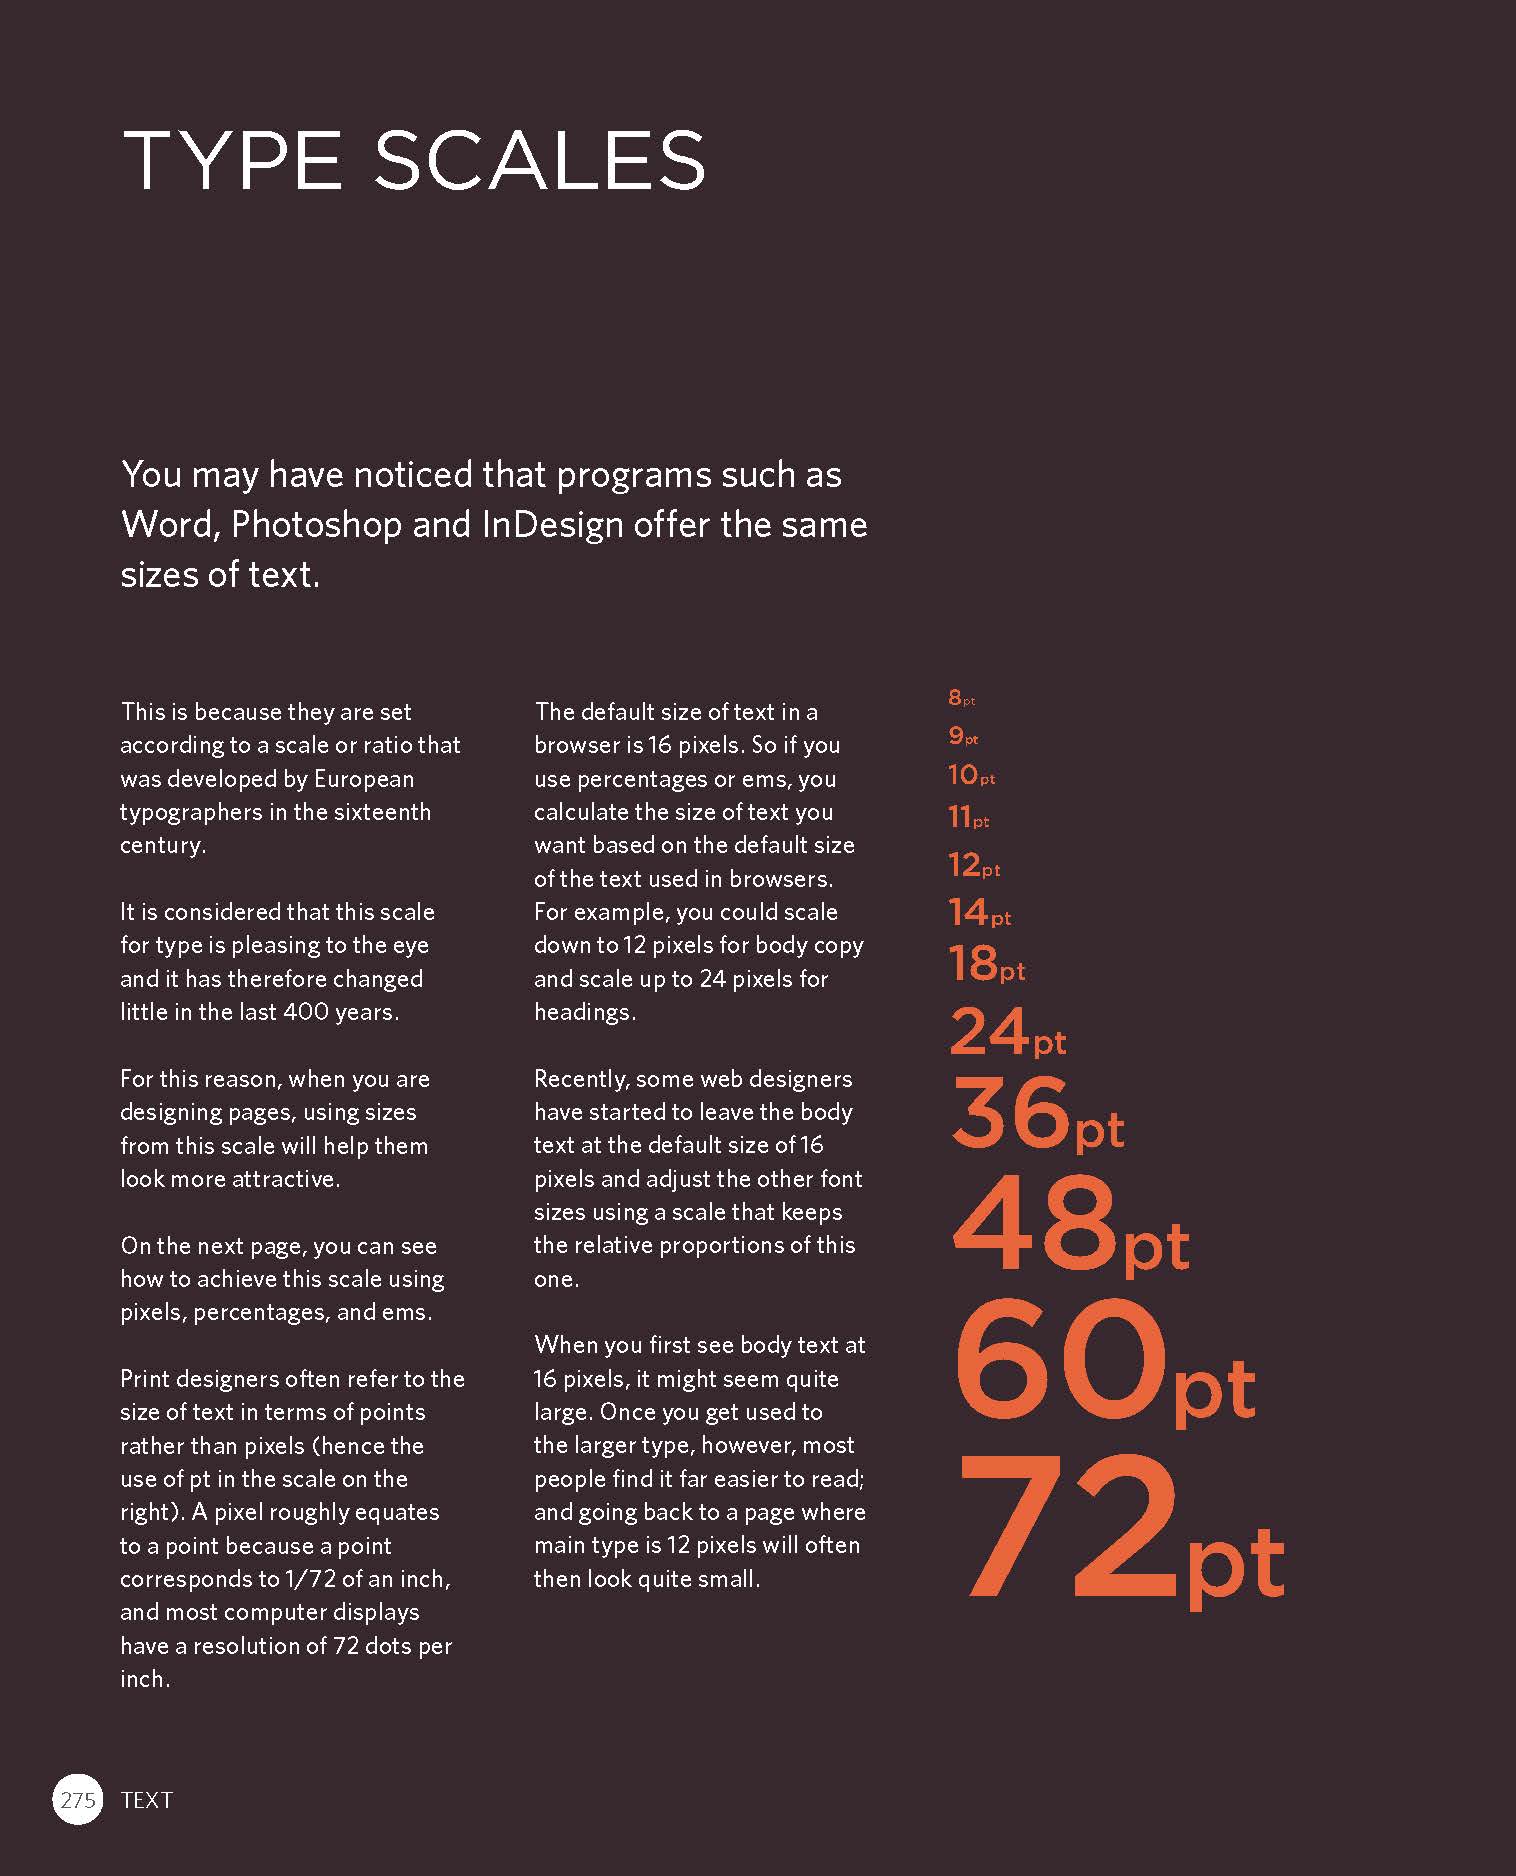 TYPE SCALES
You may have noticed that programs such as
Word, Photoshop and InDesign offer the same
sizes of text.
This is because they are set
according to a scale or ratio that
was developed by European
typographers in the sixteenth
century.
It is considered that this scale
for type is pleasing to the eye
and it has therefore changed
little in the last 400 years.
For this reason, when you are
designing pages, using sizes
from this scale will help them
look more attractive.
On the next page, you can see
how to achieve this scale using
pixels, percentages, and ems.
Print designers often refer to the
size of text in terms of points
rather than pixels (hence the
use of pt in the scale on the
right). A pixel roughly equates
to a point because a point
corresponds to 1/72 of an inch,
and most computer displays
have a resolution of 72 dots per
inch.
The default size of text in a
browser is 16 pixels. So if you
use percentages or ems, you
calculate the size of text you
want based on the default size
of the text used in browsers.
For example, you could scale
down to 12 pixels for body copy
and scale up to 24 pixels for
headings.
Recently, some web designers
have started to leave the body
text at the default size of 16
pixels and adjust the other font
sizes using a scale that keeps
the relative proportions of this
one.
When you first see body text at
16 pixels, it might seem quite
large. Once you get used to
the larger type, however, most
people find it far easier to read;
and going back to a page where
main type is 12 pixels will often
then look quite small.
8pt
9pt
10pt
11pt
12pt
14pt
18pt
24pt
36pt
48pt
60pt
72pt
275 TEXT